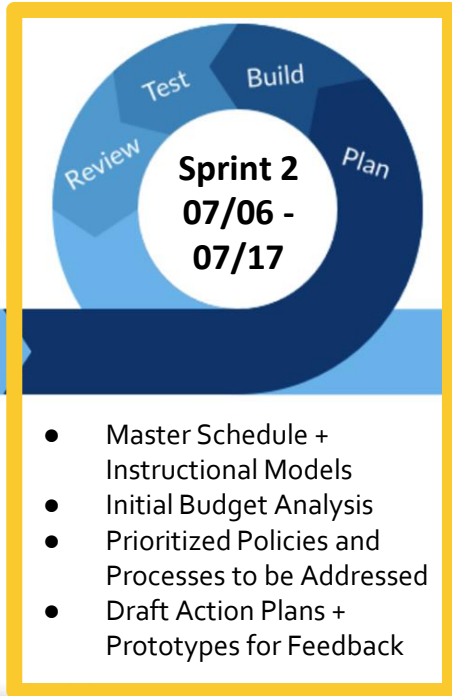 Test
Build
Review
Plan
Sprint 2
07/06 -
07/17
● Master Schedule +
Instructional Models
● Initial Budget Analysis
● Prioritized Policies and
Processes to be Addressed
● Draft Action Plans +
Prototypes for Feedback